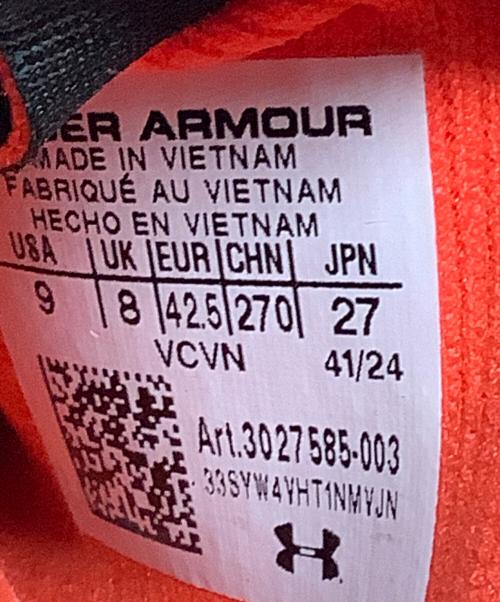 ER ARMOUR
MADE IN VIETNAM
FABRIQUÉ AU VIETNAM
HECHO EN VIETNAM
USA UK EUR CHN JPN
9 8 42.5 270 27
VCVN 41/24
Art.3027585-003
33SYW4VHT1NMVJN